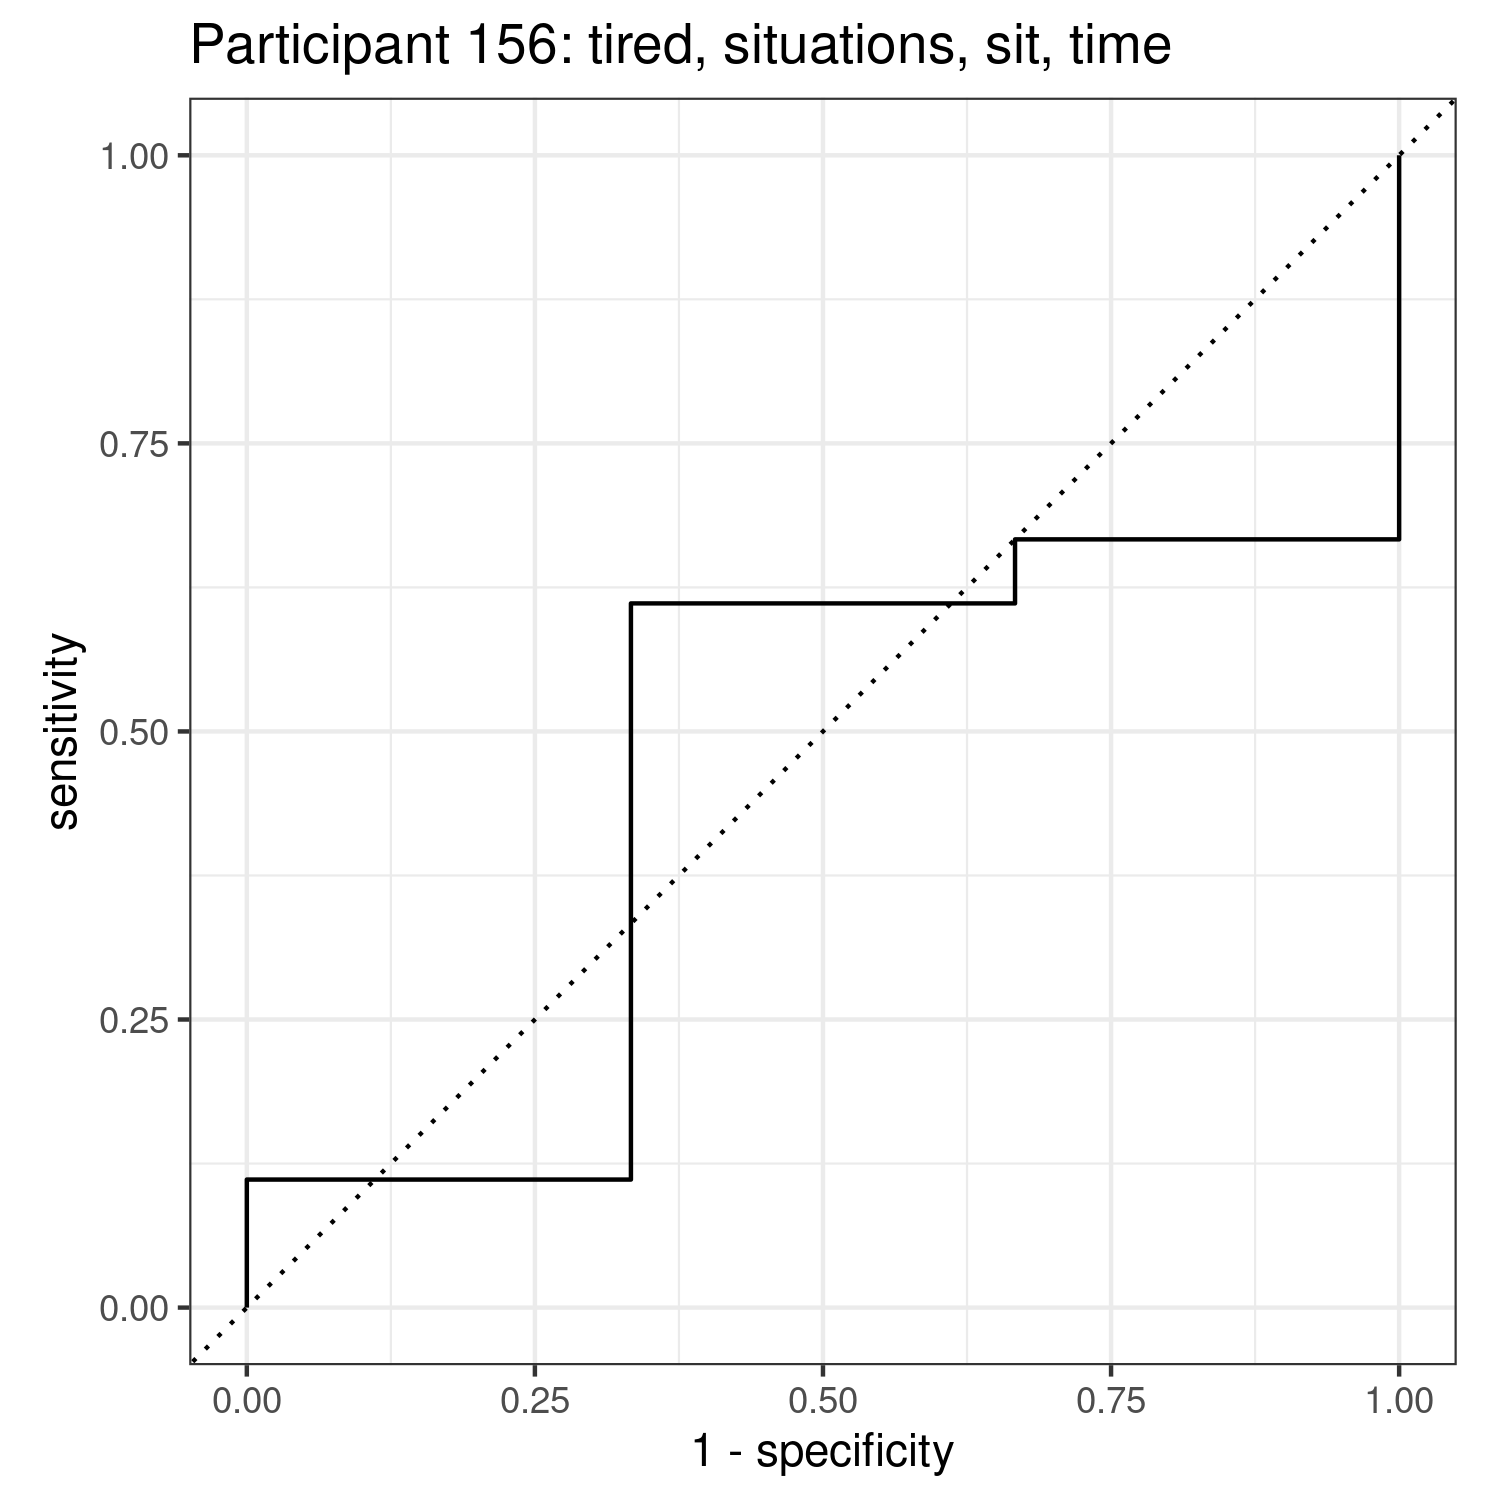 Participant 156: tired, situations, sit, time
1.00
0.75
0.50
0.25
0.00
sensitivity
0.00 0.25 0.50 0.75 1.00
1 - specificity